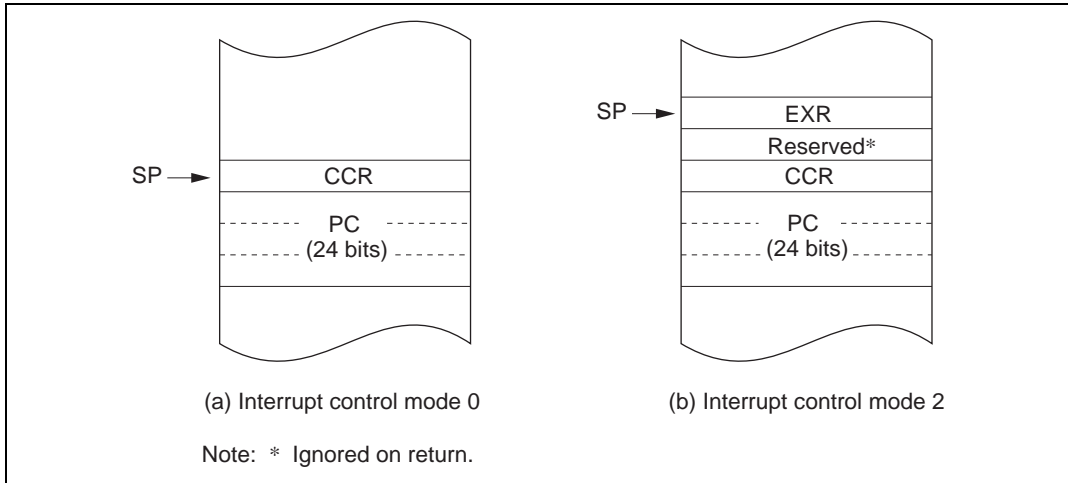 SP
CCR
PC
(24 bits)
(a) Interrupt control mode 0
SP
EXR
Reserved*
CCR
PC
(24 bits)
(b) Interrupt control mode 2
Note: * Ignored on return.